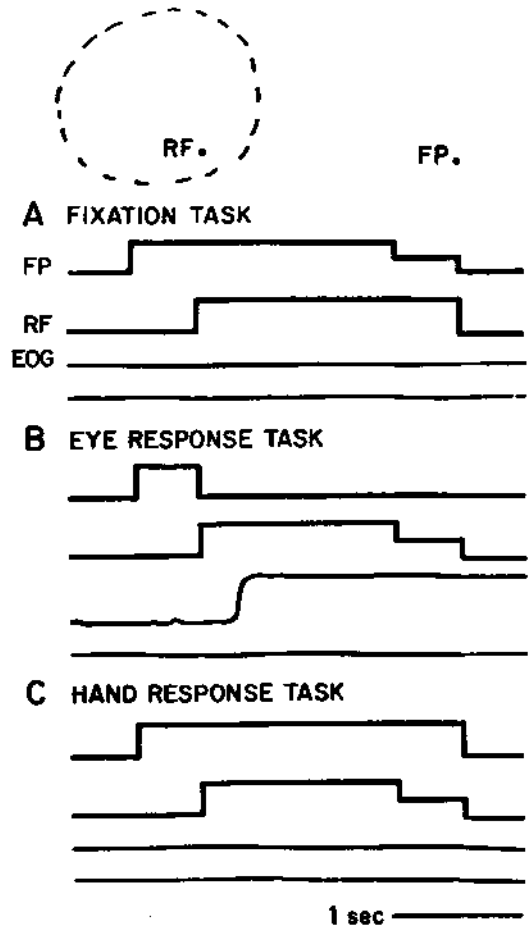 RF. FP.
A FIXATION TASK
FP
RF
EOG
B EYE RESPONSE TASK
C HAND RESPONSE TASK
1 sec